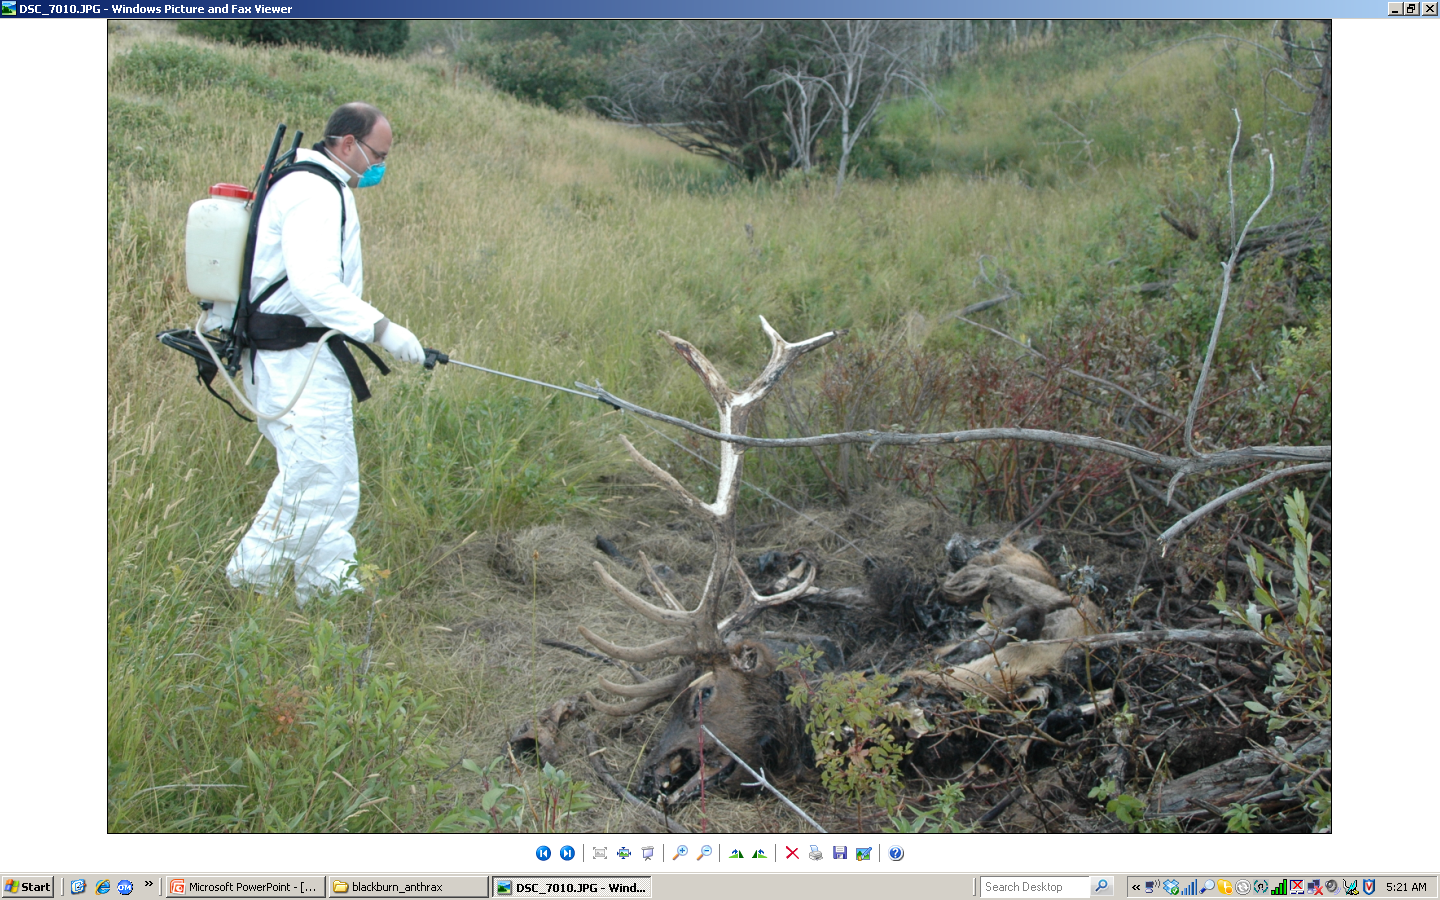 DSC_7010.JPG - Windows Picture and Fax Viewer
Start
»
Microsoft PowerPoint - [...
blackburn_anthrax
DSC_7010.JPG - Wind...
Search Desktop
«
5:21 AM